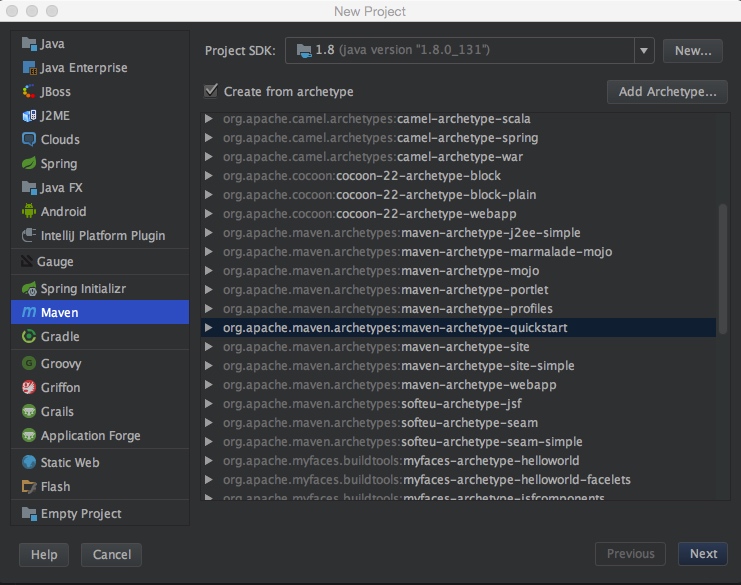 New Project
Java
Java Enterprise
JBoss
J2ME
Clouds
Spring
Java FX
Android
IntelliJ Platform Plugin
Gauge
Spring Initializr
Maven
Gradle
Groovy
Griffon
Grails
Application Forge
Static Web
Flash
Empty Project
Project SDK: 1.8 (java version "1.8.0_131") New...
Create from archetype Add Archetype...
org.apache.camel.archetypes:camel-archetype-scala
org.apache.camel.archetypes:camel-archetype-spring
org.apache.camel.archetypes:camel-archetype-war
org.apache.cocoon:cocoon-22-archetype-block
org.apache.cocoon:cocoon-22-archetype-block-plain
org.apache.cocoon:cocoon-22-archetype-webapp
org.apache.maven.archetypes:maven-archetype-j2ee-simple
org.apache.maven.archetypes:maven-archetype-marmalade-mojo
org.apache.maven.archetypes:maven-archetype-mojo
org.apache.maven.archetypes:maven-archetype-portlet
org.apache.maven.archetypes:maven-archetype-profiles
org.apache.maven.archetypes:maven-archetype-quickstart
org.apache.maven.archetypes:maven-archetype-site
org.apache.maven.archetypes:maven-archetype-site-simple
org.apache.maven.archetypes:maven-archetype-webapp
org.apache.maven.archetypes:softeu-archetype-jsf
org.apache.maven.archetypes:softeu-archetype-seam
org.apache.maven.archetypes:softeu-archetype-seam-simple
org.apache.myfaces.buildtools:myfaces-archetype-helloworld
org.apache.myfaces.buildtools:myfaces-archetype-helloworld-facelets
org.apache.myfaces.buildtools:myfaces-archetype-jsfcomponents
Help Cancel Previous Next